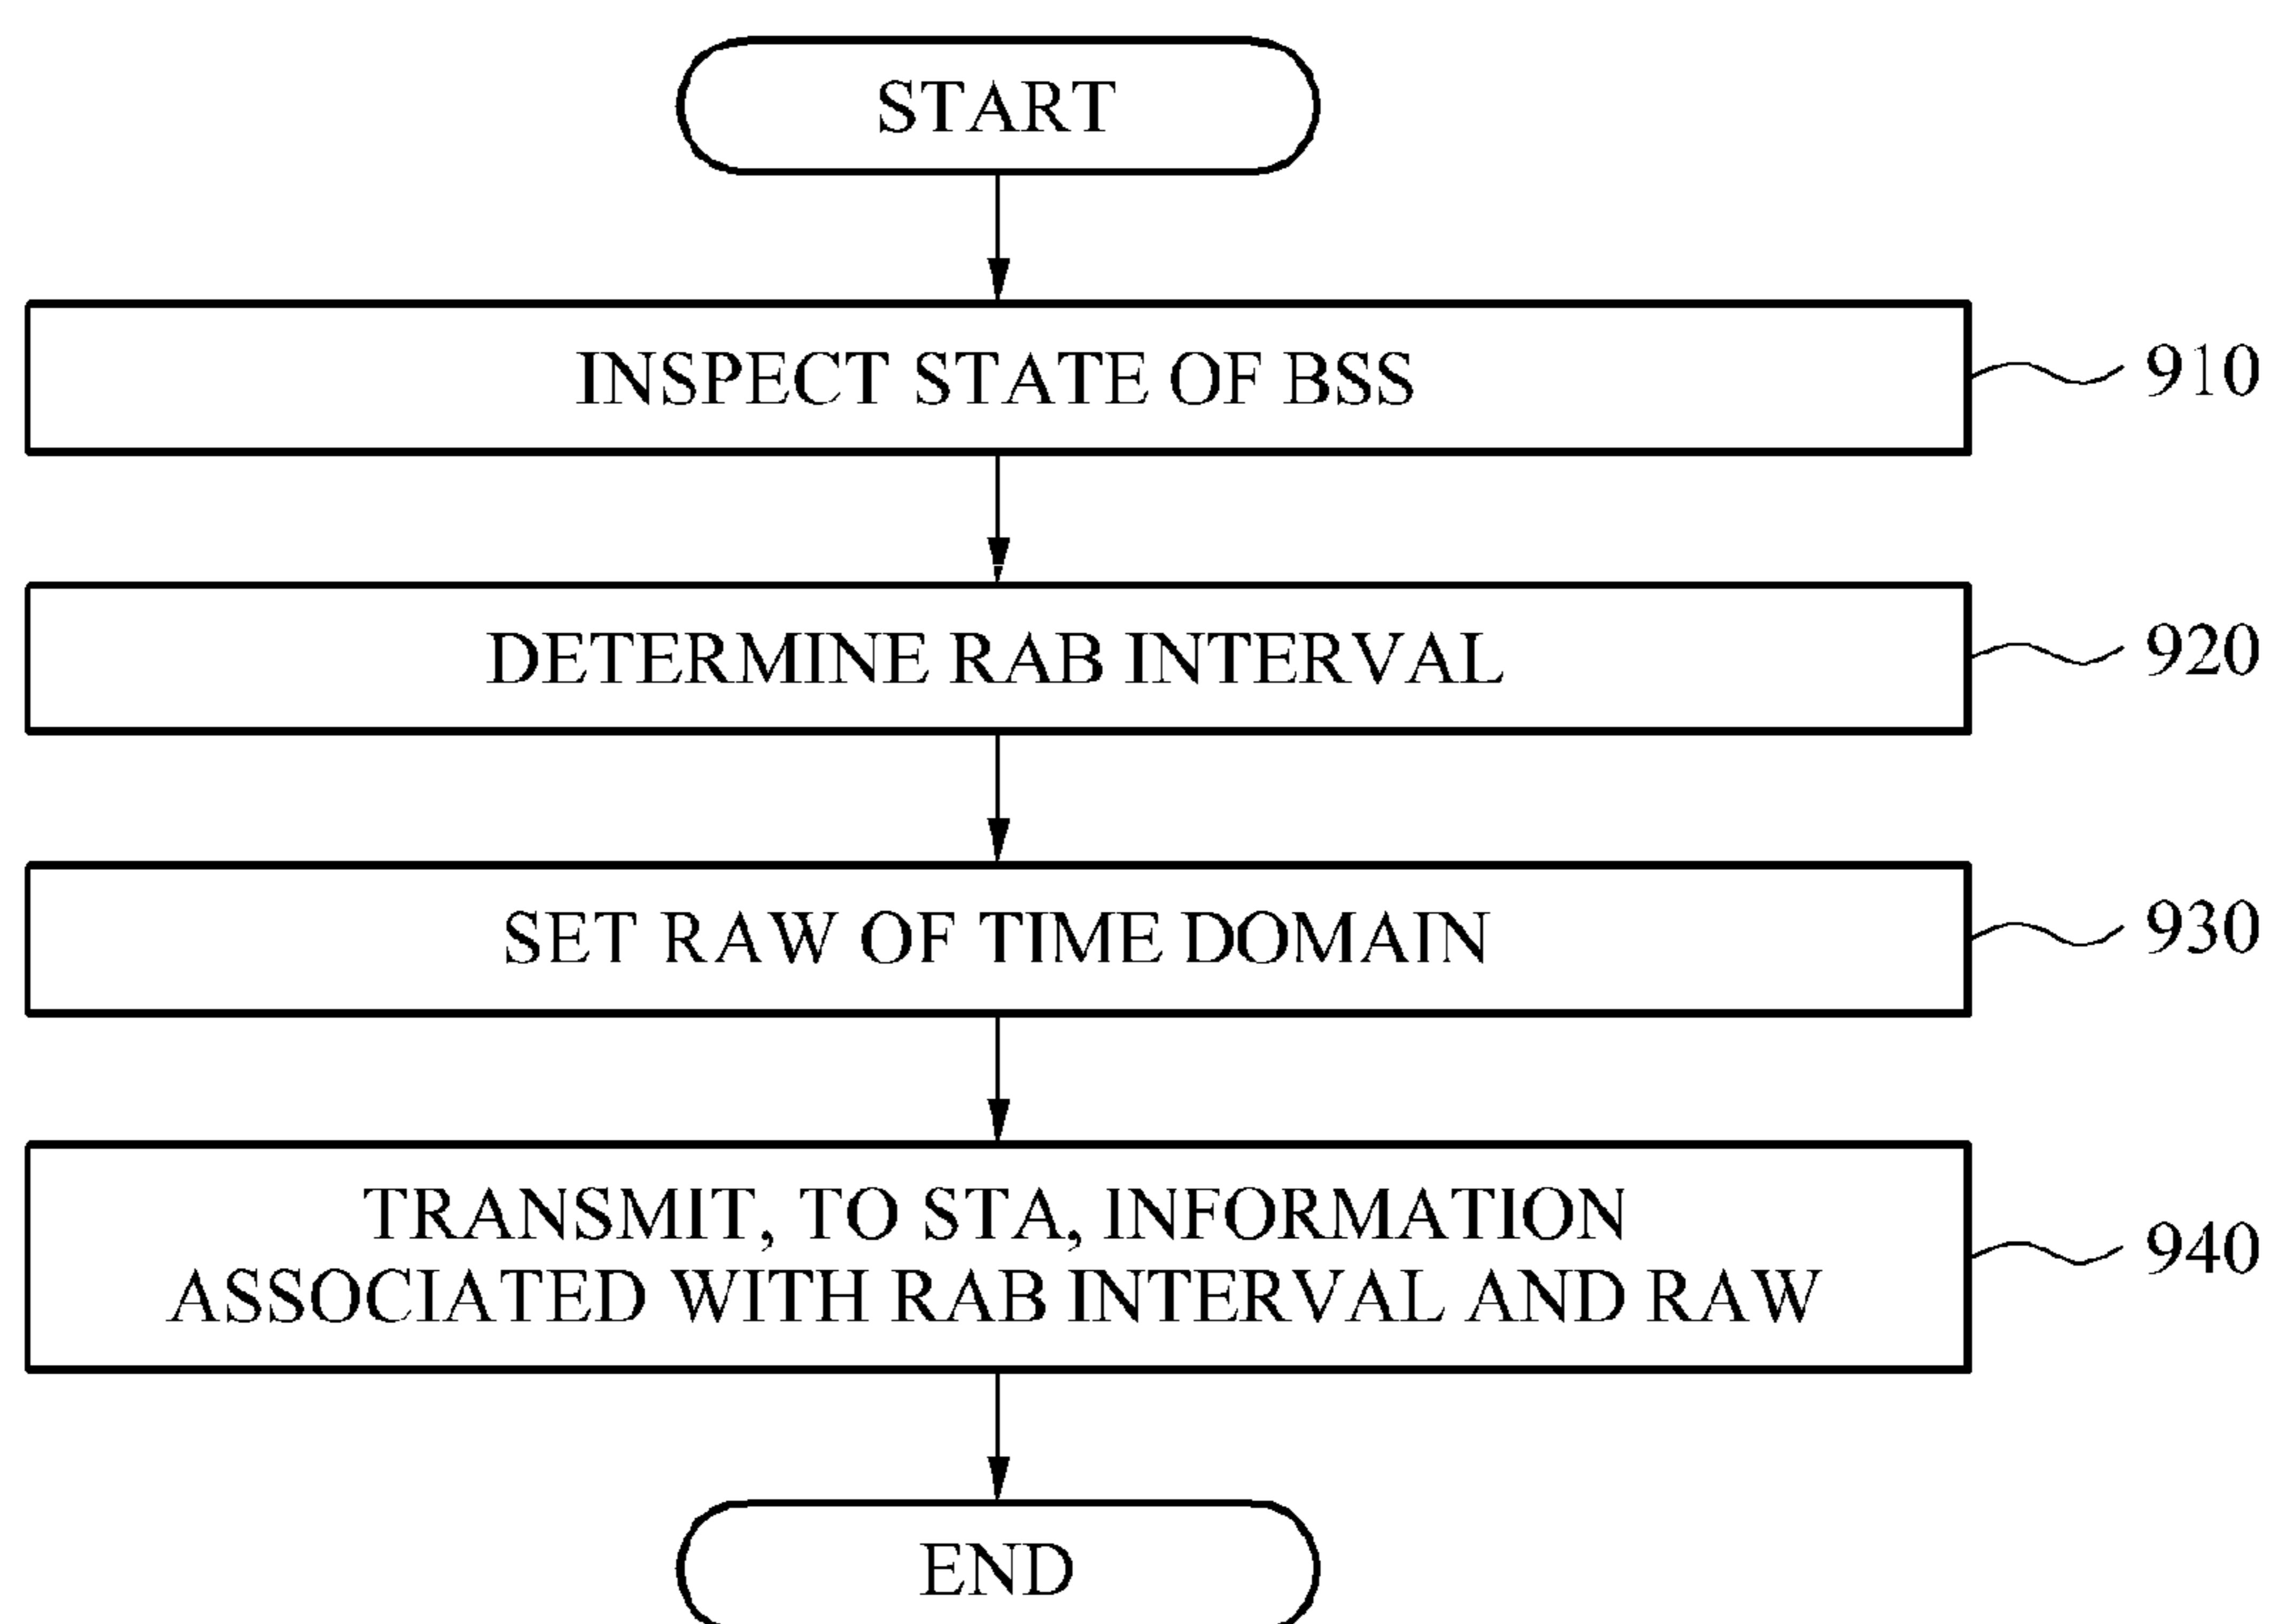 START
INSPECT STATE OF BSS
910
DETERMINE RAB INTERVAL
920
SET RAW OF TIME DOMAIN
930
TRANSMIT, TO STA, INFORMATION
ASSOCIATED WITH RAB INTERVAL AND RAW
940
END